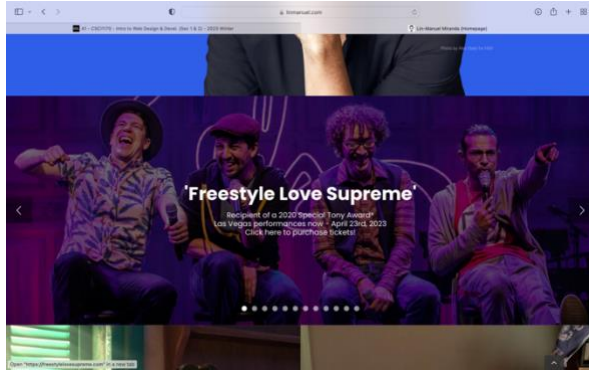 linmanuel.com
A1 - CSC17170 - Intro to Web Design & Devel. (Sec 1 & 3) - 2023 Winter
Lin-Manuel Miranda (Homepage)
'Freestyle Love Supreme'
Recipient of a 2020 Special Tony Award®
Las Vegas performances now - April 23rd, 2023
Click here to purchase tickets!
Open "https://freestylelovesupreme.com" in a new tab